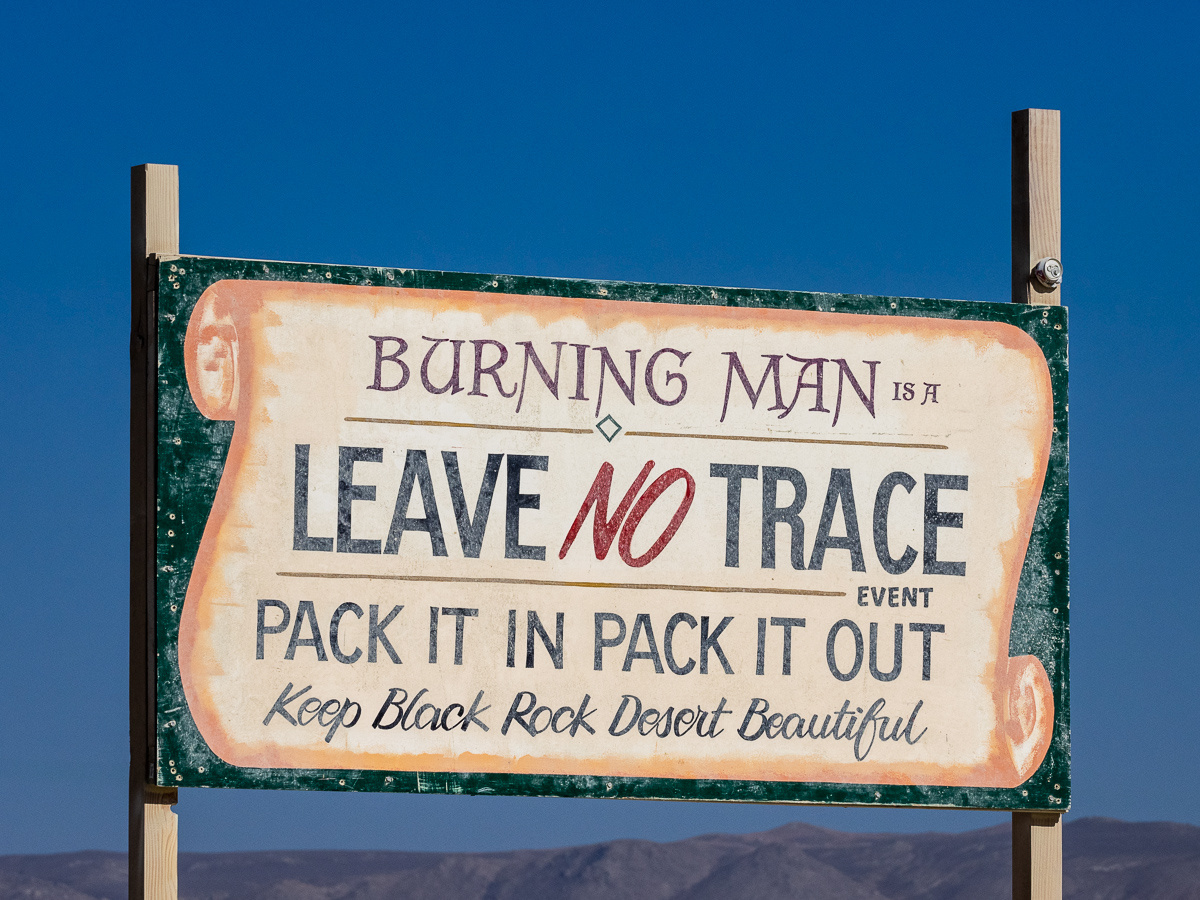 BURNING MAN IS A
LEAVE NO TRACE
EVENT
PACK IT IN PACK IT OUT
Keep Black Rock Desert Beautiful